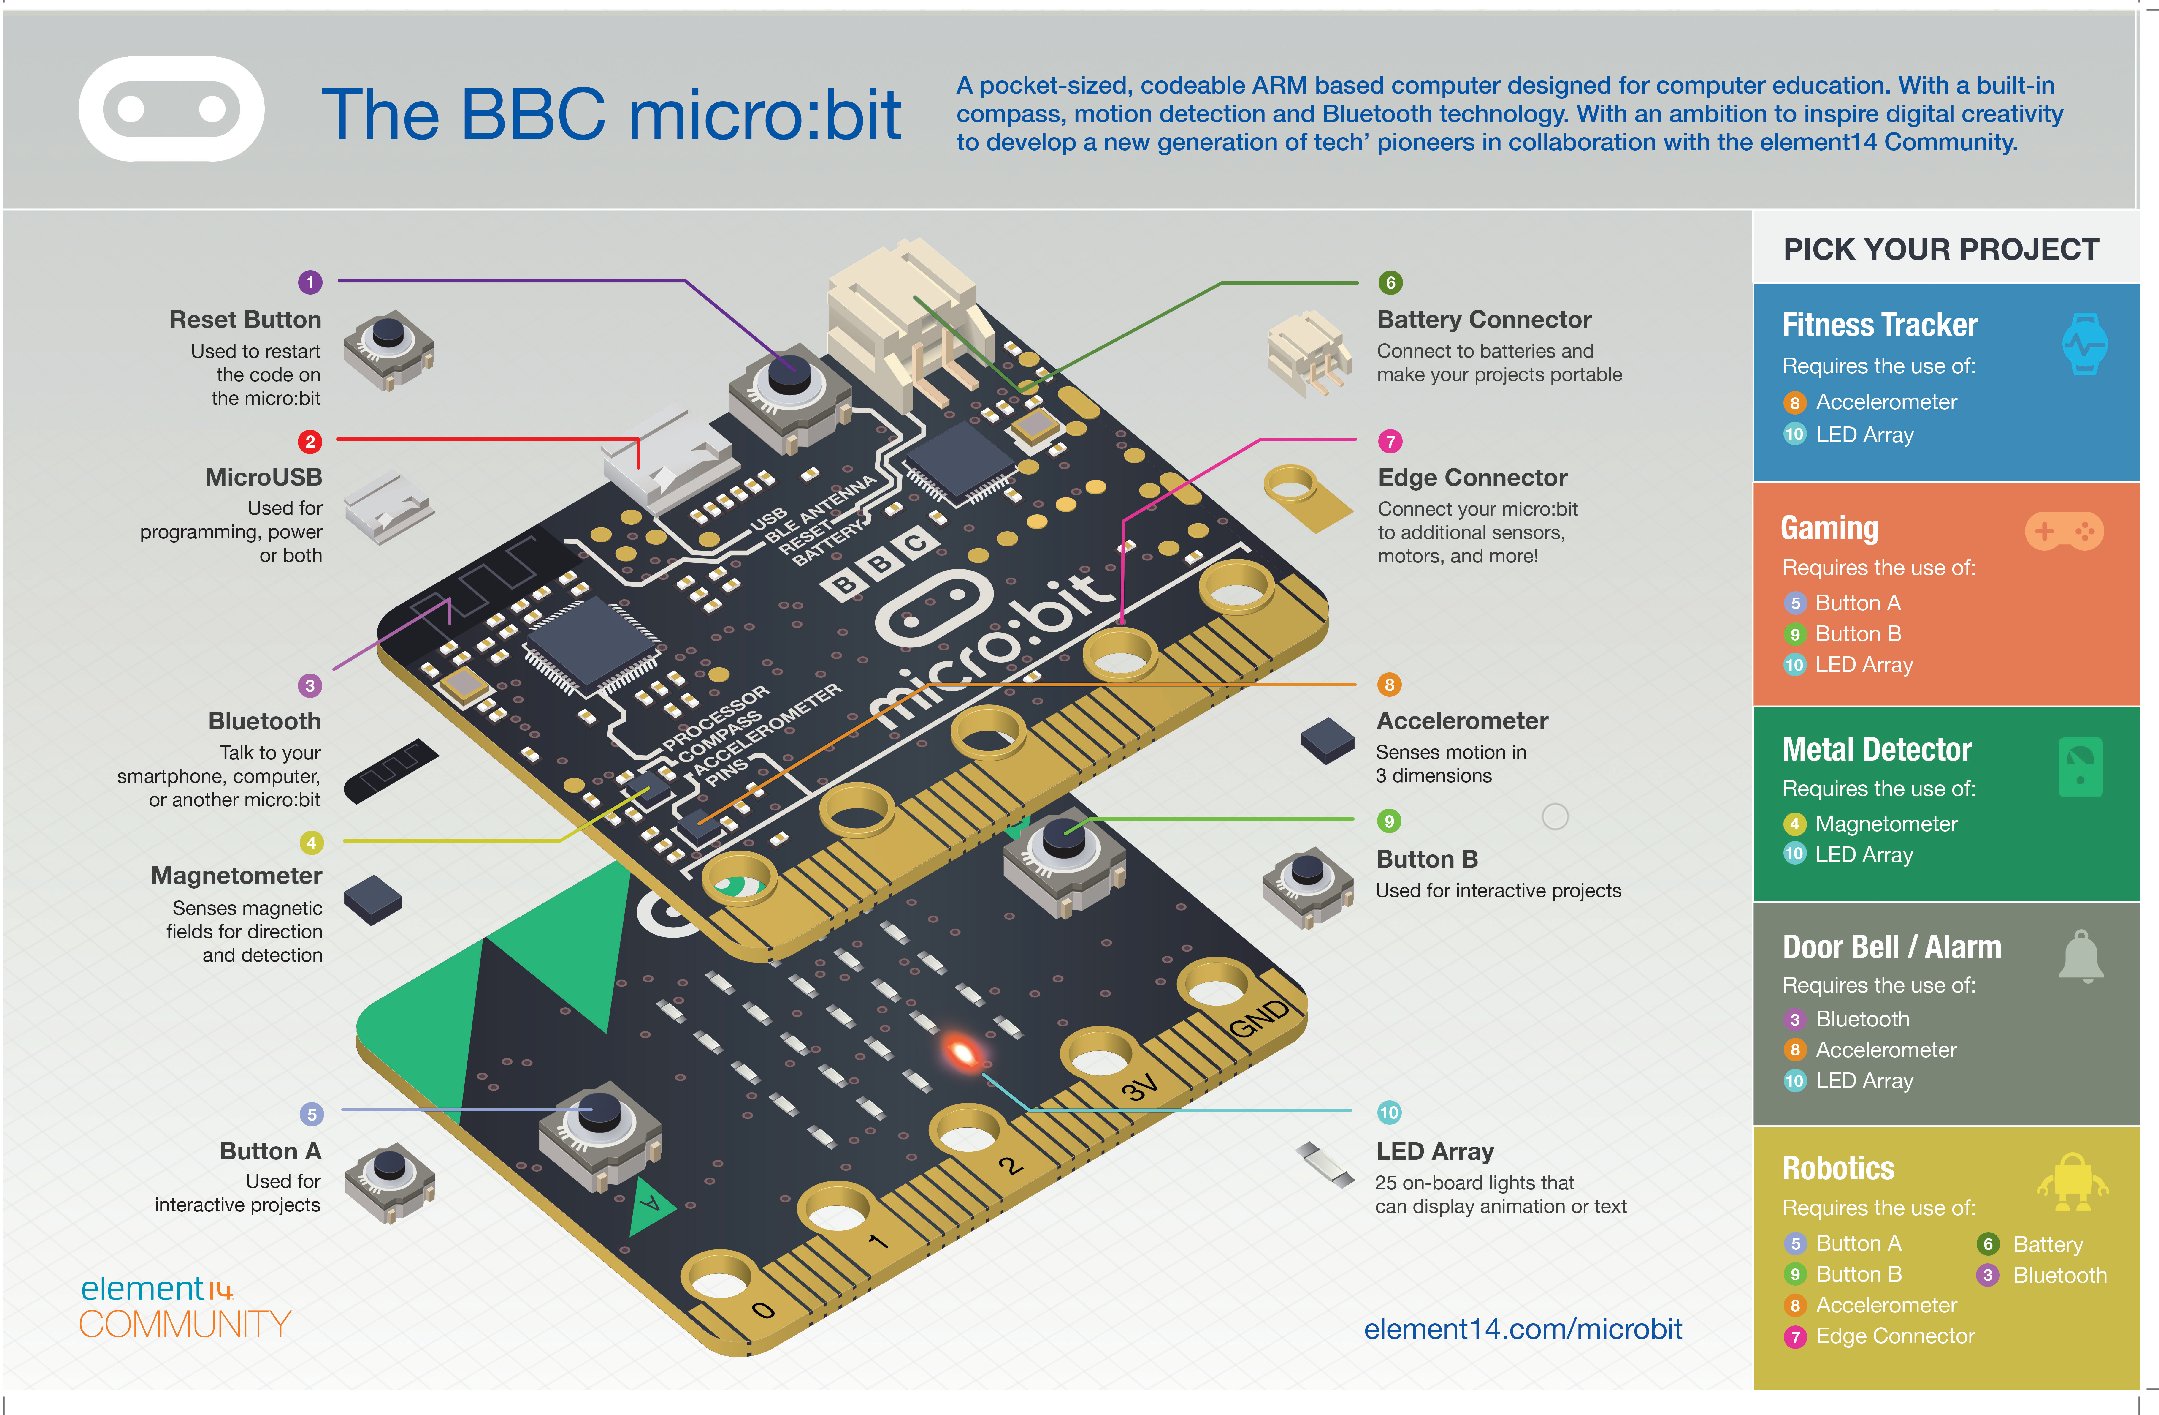 The BBC micro:bit
A pocket-sized, codeable ARM based computer designed for computer education. With a built-in
compass, motion detection and Bluetooth technology. With an ambition to inspire digital creativity
to develop a new generation of tech’ pioneers in collaboration with the element14 Community.
1
Reset Button
Used to restart
the code on
the micro:bit
2
MicroUSB
Used for
programming, power
or both
3
Bluetooth
Talk to your
smartphone, computer,
or another micro:bit
4
Magnetometer
Senses magnetic
fields for direction
and detection
5
Button A
Used for
interactive projects
USB
BLE ANTENNA
RESET
BATTERY
BBC
micro:bit
PROCESSOR
COMPASS
ACCELEROMETER
PINS
A
0
1
2
3V
GND
6
Battery Connector
Connect to batteries and
make your projects portable
7
Edge Connector
Connect your micro:bit
to additional sensors,
motors, and more!
8
Accelerometer
Senses motion in
3 dimensions
9
Button B
Used for interactive projects
10
LED Array
25 on-board lights that
can display animation or text
element14
COMMUNITY
element14.com/microbit
PICK YOUR PROJECT
Fitness Tracker
Requires the use of:
8 Accelerometer
10 LED Array
Gaming
Requires the use of:
5 Button A
9 Button B
10 LED Array
Metal Detector
Requires the use of:
4 Magnetometer
10 LED Array
Door Bell / Alarm
Requires the use of:
3 Bluetooth
8 Accelerometer
10 LED Array
Robotics
Requires the use of:
5 Button A
9 Button B
8 Accelerometer
7 Edge Connector
6 Battery
3 Bluetooth